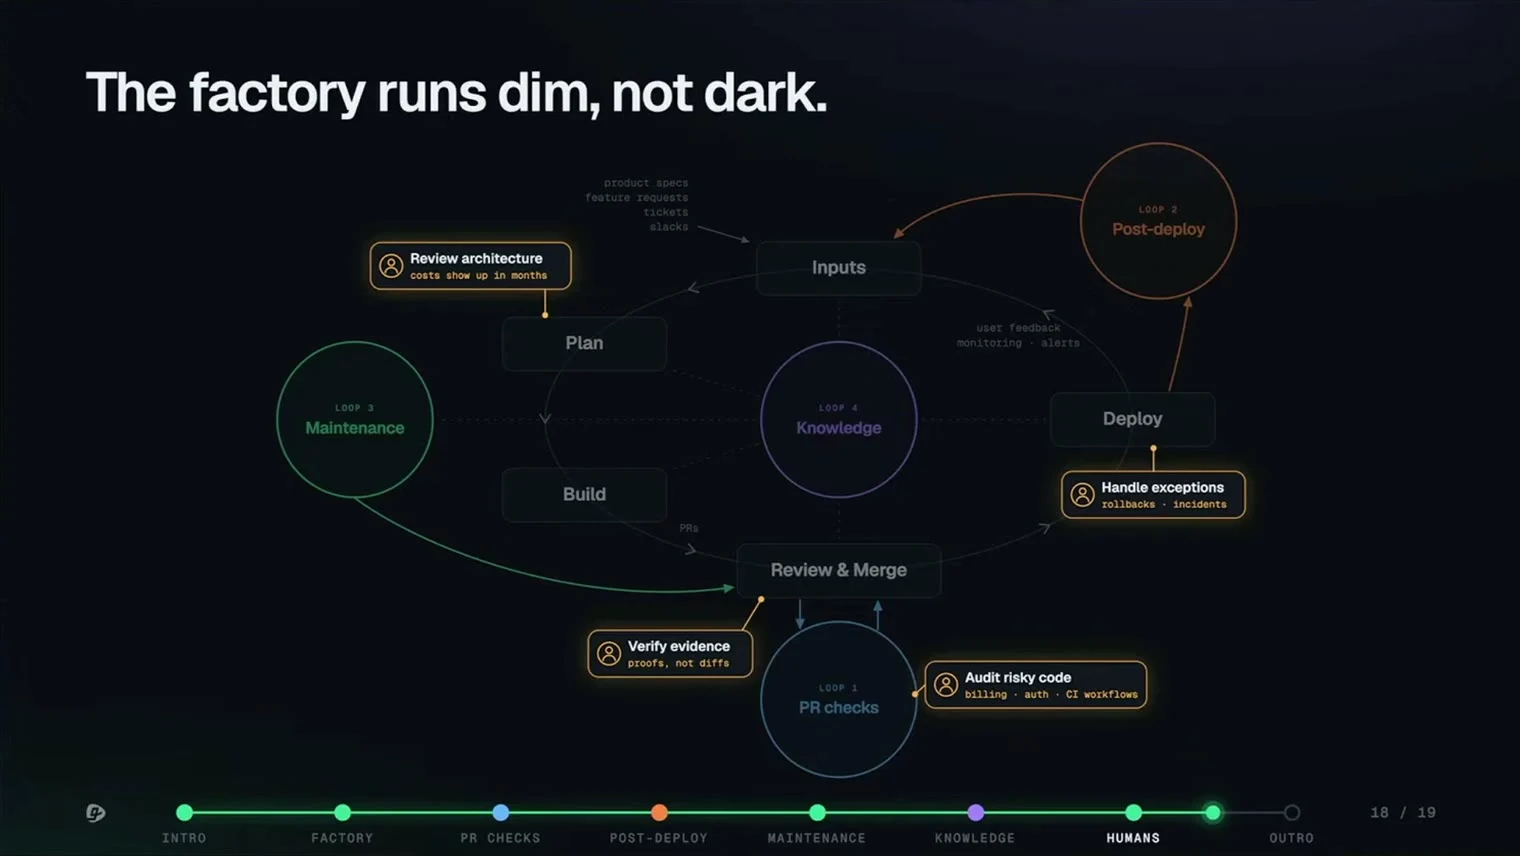 The factory runs dim, not dark.
product specs
feature requests
tickets
slacks
LOOP 2
Post-deploy
Review architecture
costs show up in months
Inputs
user feedback
monitoring · alerts
Plan
LOOP 3
Maintenance
LOOP 4
Knowledge
Deploy
Handle exceptions
rollbacks · incidents
Build
PRs
Review & Merge
Verify evidence
proofs, not diffs
LOOP 1
PR checks
Audit risky code
billing · auth · CI workflows
INTRO
FACTORY
PR CHECKS
POST-DEPLOY
MAINTENANCE
KNOWLEDGE
HUMANS
OUTRO
18 / 19